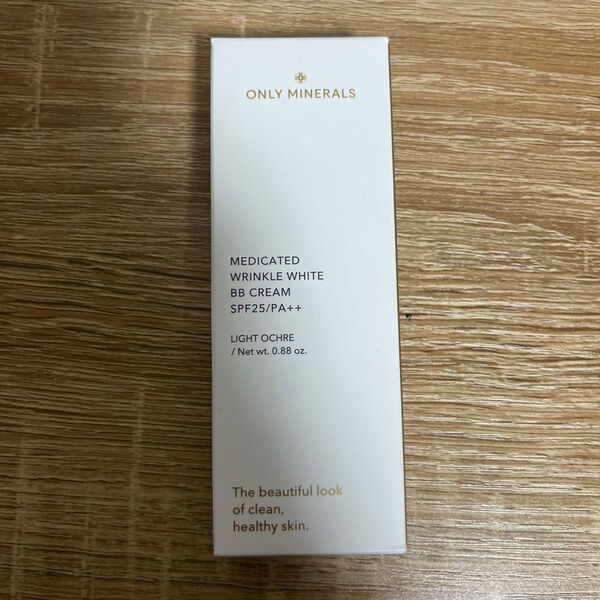 ONLY MINERALS
MEDICATED
WRINKLE WHITE
BB CREAM
SPF25/PA++
LIGHT OCHRE
/ Net wt. 0.88 oz.
The beautiful look
of clean,
healthy skin.